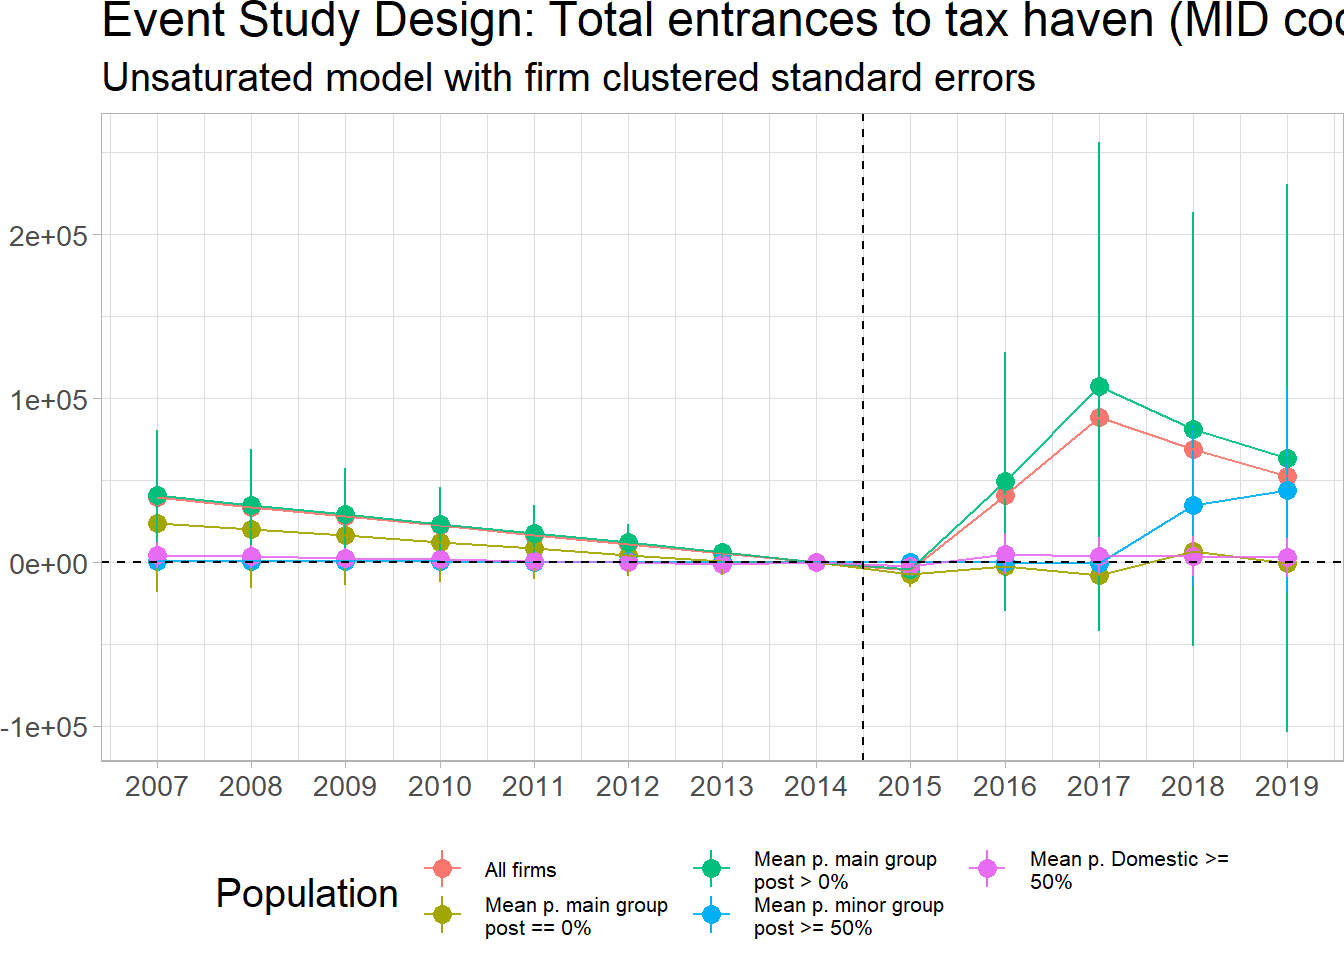 Event Study Design: Total entrances to tax haven (MID
Unsaturated model with firm clustered standard errors
2e+05
1e+05
0e+00
-1e+05
2007 2008 2009 2010 2011 2012 2013 2014 2015 2016 2017 2018 2019
Population
All firms
Mean p. main group
post == 0%
Mean p. main group
post > 0%
Mean p. minor group
post >= 50%
Mean p. Domestic >=
50%